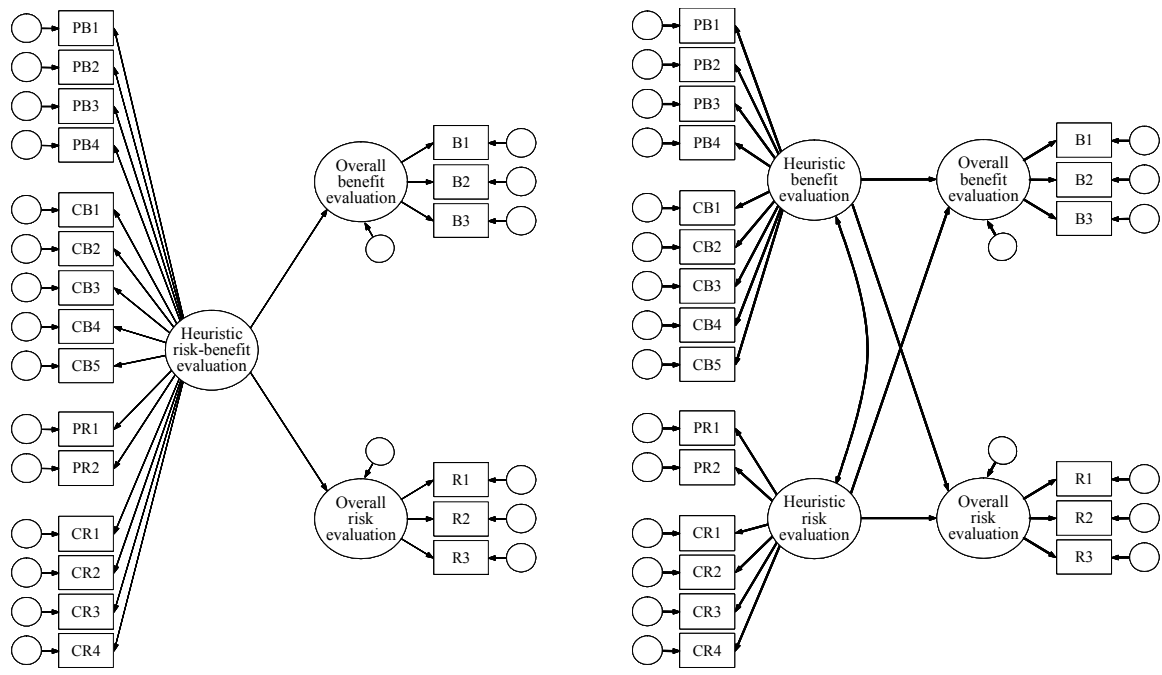 PB1
PB2
PB3
PB4
CB1
CB2
CB3
CB4
CB5
PR1
PR2
CR1
CR2
CR3
CR4
Heuristic
risk-benefit
evaluation
Overall
benefit
evaluation
B1
B2
B3
Overall
risk
evaluation
R1
R2
R3
PB1
PB2
PB3
PB4
CB1
CB2
CB3
CB4
CB5
PR1
PR2
CR1
CR2
CR3
CR4
Heuristic
benefit
evaluation
Heuristic
risk
evaluation
Overall
benefit
evaluation
B1
B2
B3
Overall
risk
evaluation
R1
R2
R3